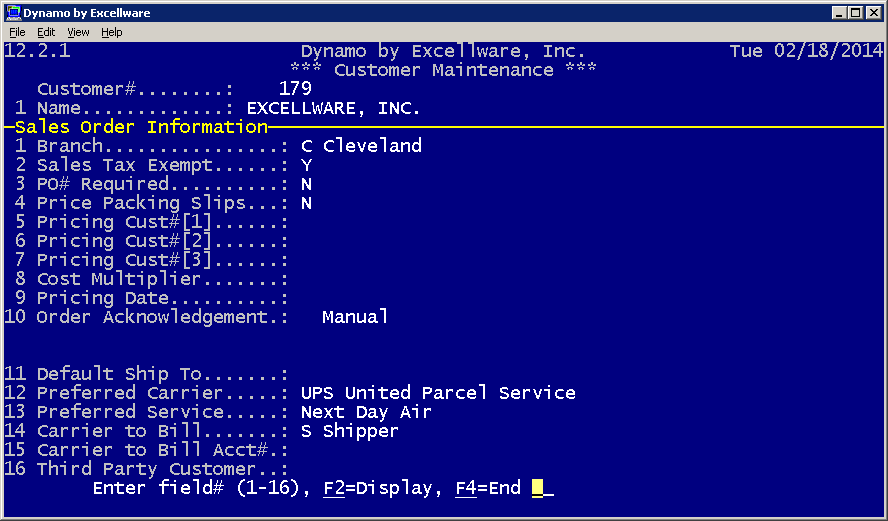 Dynamo by Excellware
File Edit View Help
12.2.1 Dynamo by Excellware, Inc. Tue 02/18/2014
*** Customer Maintenance ***
Customer#........: 179
1 Name.............: EXCELLWARE, INC.
Sales Order Information
1 Branch................: C Cleveland
2 Sales Tax Exempt......: Y
3 PO# Required..........: N
4 Price Packing Slips...: N
5 Pricing Cust#[1]......:
6 Pricing Cust#[2]......:
7 Pricing Cust#[3]......:
8 Cost Multiplier.......:
9 Pricing Date..........:
10 Order Acknowledgement.: Manual
11 Default Ship To.......:
12 Preferred Carrier.....: UPS United Parcel Service
13 Preferred Service.....: Next Day Air
14 Carrier to Bill.......: S Shipper
15 Carrier to Bill Acct#.:
16 Third Party Customer..:
Enter field# (1-16), F2=Display, F4=End